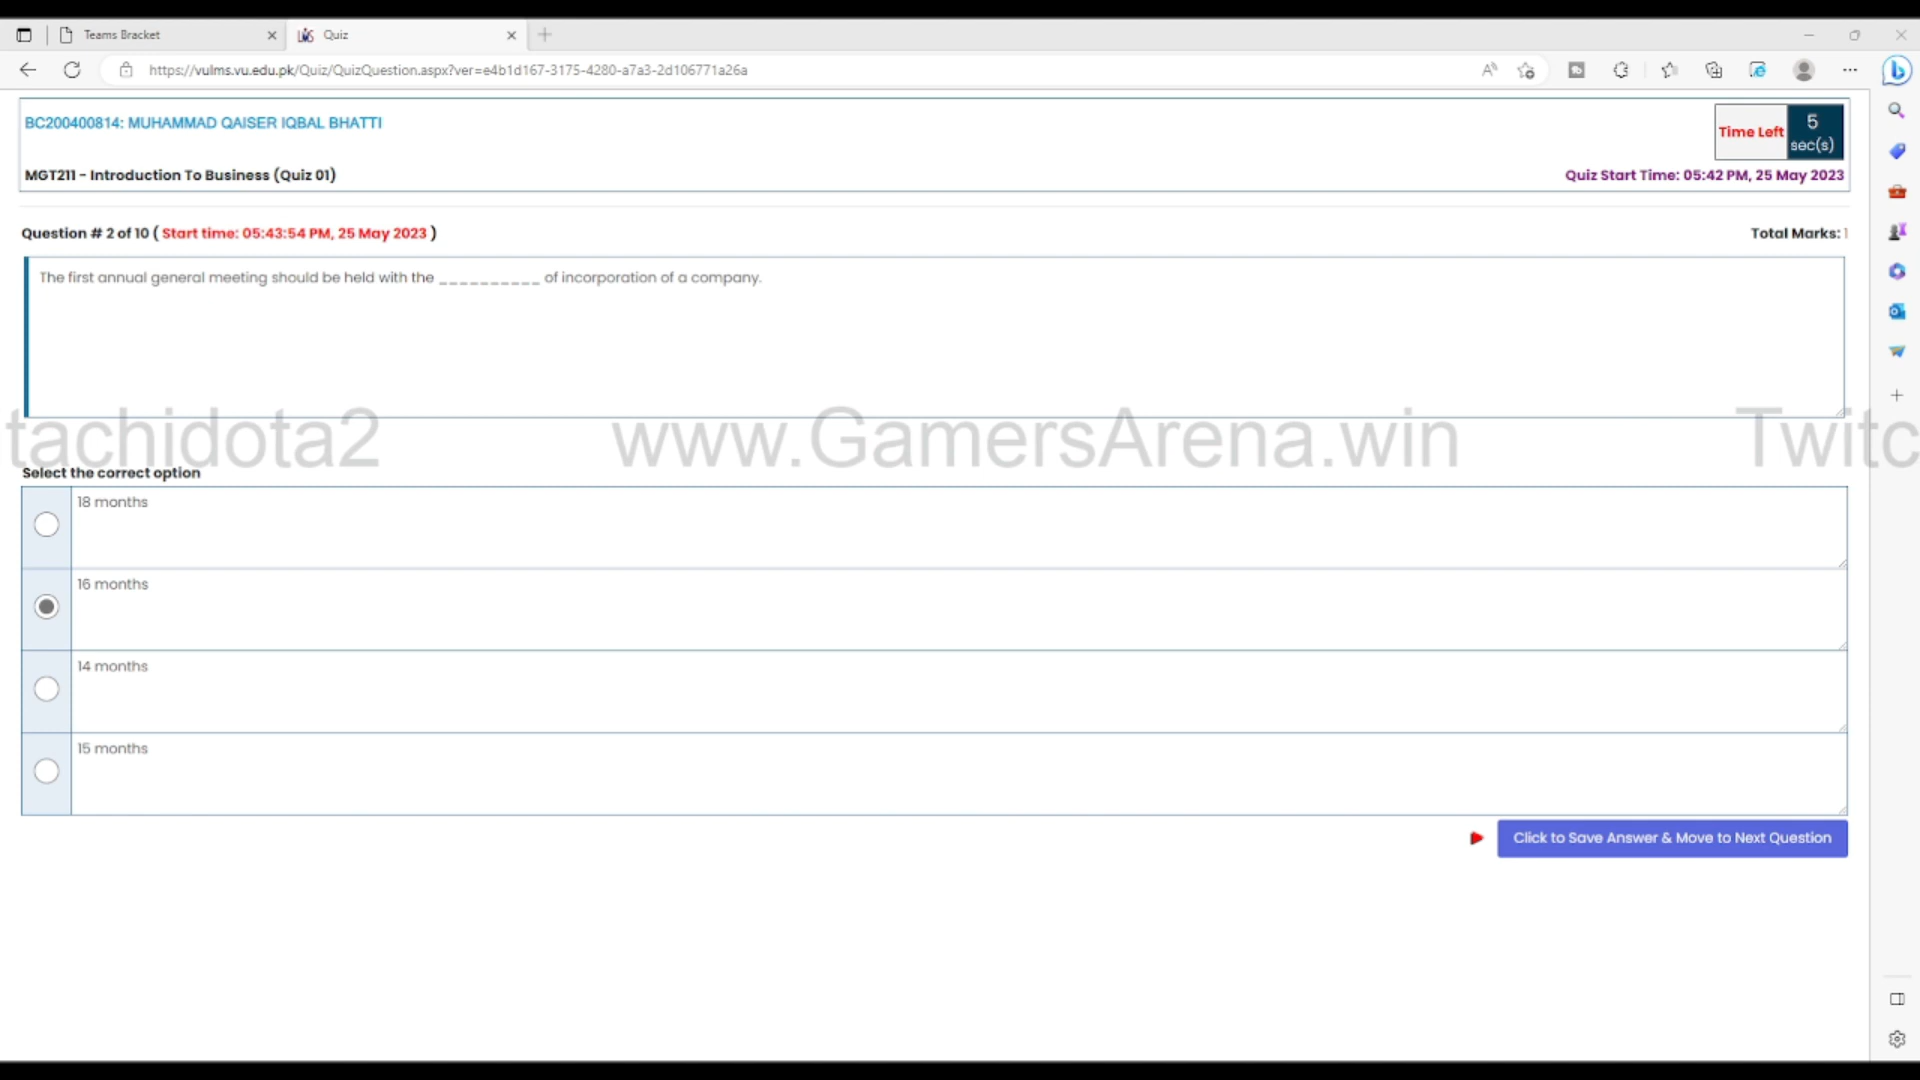 Teams Bracket
Quiz
https://vulms.vu.edu.pk/Quiz/QuizQuestion.aspx?ver=e4b1d167-3175-4280-a7a3-2d106771a26a
BC200400814: MUHAMMAD QAISER IQBAL BHATTI
Time Left 5 sec(s)
MGT211 - Introduction To Business (Quiz 01)
Quiz Start Time: 05:42 PM, 25 May 2023
Question # 2 of 10 ( Start time: 05:43:54 PM, 25 May 2023 )
Total Marks: 1
The first annual general meeting should be held with the __________ of incorporation of a company.
tachidota2 www.GamersArena.win Twitc
Select the correct option
18 months
16 months
14 months
15 months
Click to Save Answer & Move to Next Question